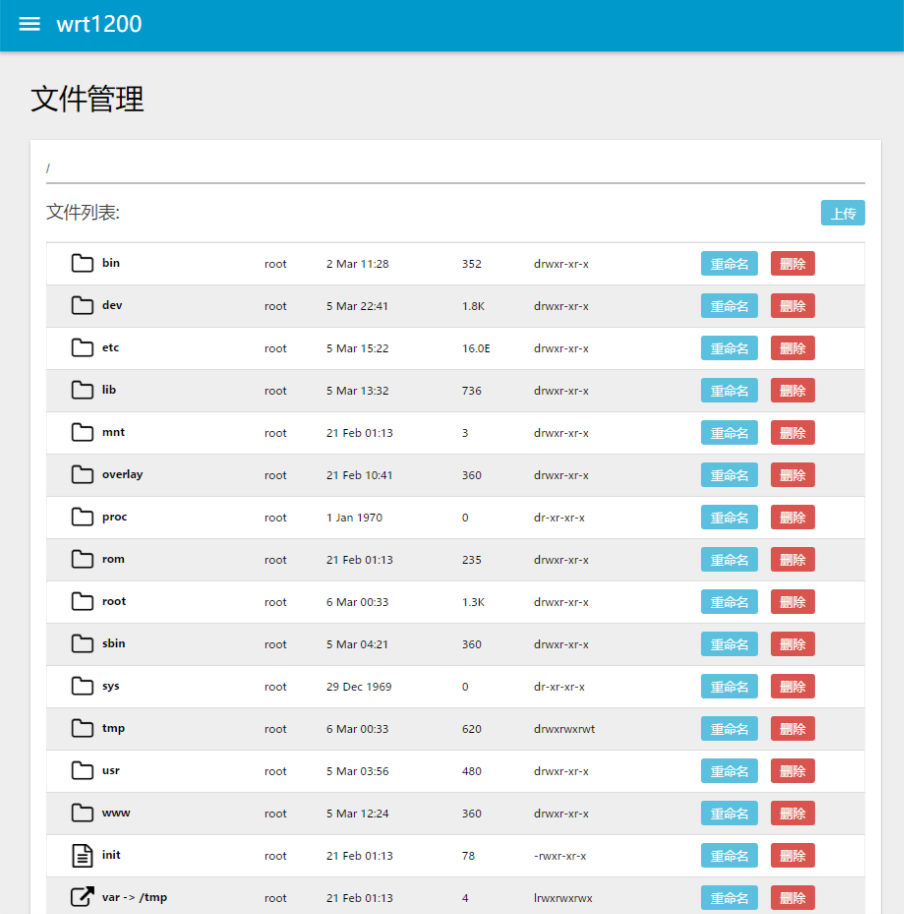 wrt1200
文件管理
/
文件列表: 上传
bin root 2 Mar 11:28 352 drwxr-xr-x 重命名 删除
dev root 5 Mar 22:41 1.8K drwxr-xr-x 重命名 删除
etc root 5 Mar 15:22 16.0E drwxr-xr-x 重命名 删除
lib root 5 Mar 13:32 736 drwxr-xr-x 重命名 删除
mnt root 21 Feb 01:13 3 drwxr-xr-x 重命名 删除
overlay root 21 Feb 10:41 360 drwxr-xr-x 重命名 删除
proc root 1 Jan 1970 0 dr-xr-xr-x 重命名 删除
rom root 21 Feb 01:13 235 drwxr-xr-x 重命名 删除
root root 6 Mar 00:33 1.3K drwxr-xr-x 重命名 删除
sbin root 5 Mar 04:21 360 drwxr-xr-x 重命名 删除
sys root 29 Dec 1969 0 dr-xr-xr-x 重命名 删除
tmp root 6 Mar 00:33 620 drwxrwxrwt 重命名 删除
usr root 5 Mar 03:56 480 drwxr-xr-x 重命名 删除
www root 5 Mar 12:24 360 drwxr-xr-x 重命名 删除
init root 21 Feb 01:13 78 -rwxr-xr-x 重命名 删除
var -> /tmp root 21 Feb 01:13 4 lrwxrwxrwx 重命名 删除